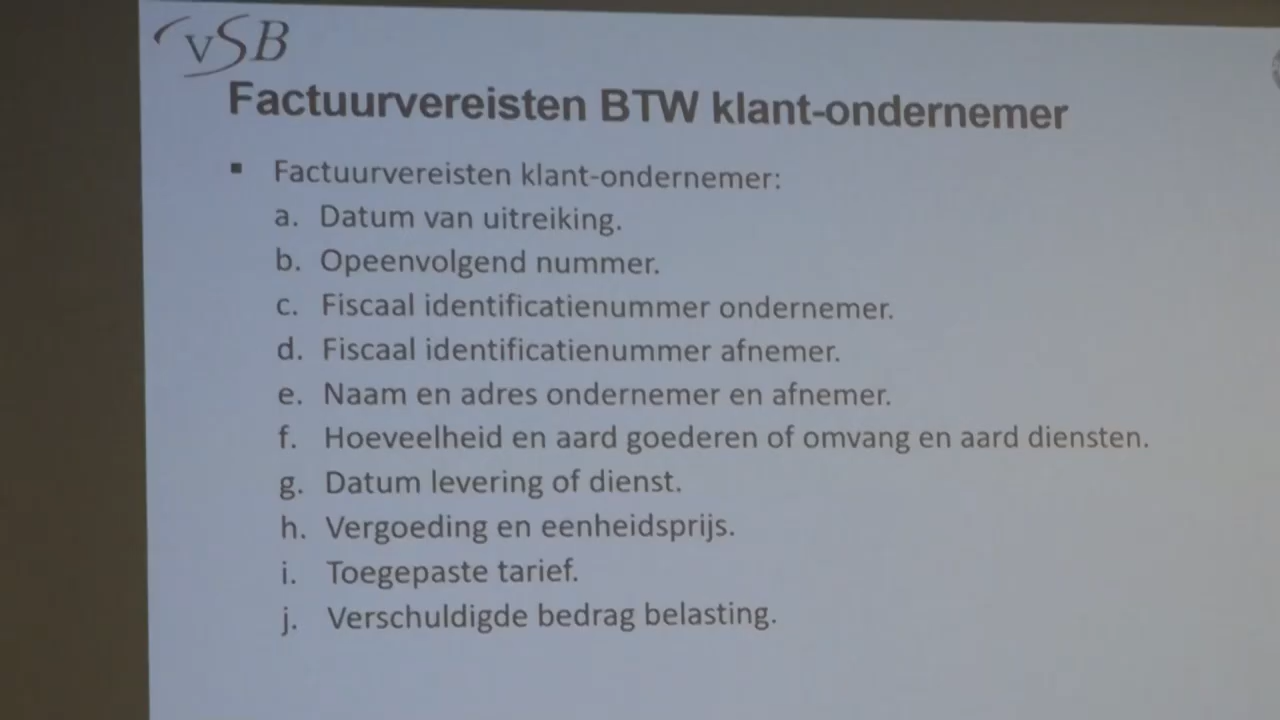 VSB
Factuurvereisten BTW klant-ondernemer
▪ Factuurvereisten klant-ondernemer:
a. Datum van uitreiking.
b. Opeenvolgend nummer.
c. Fiscaal identificatienummer ondernemer.
d. Fiscaal identificatienummer afnemer.
e. Naam en adres ondernemer en afnemer.
f. Hoeveelheid en aard goederen of omvang en aard diensten.
g. Datum levering of dienst.
h. Vergoeding en eenheidsprijs.
i. Toegepaste tarief.
j. Verschuldigde bedrag belasting.